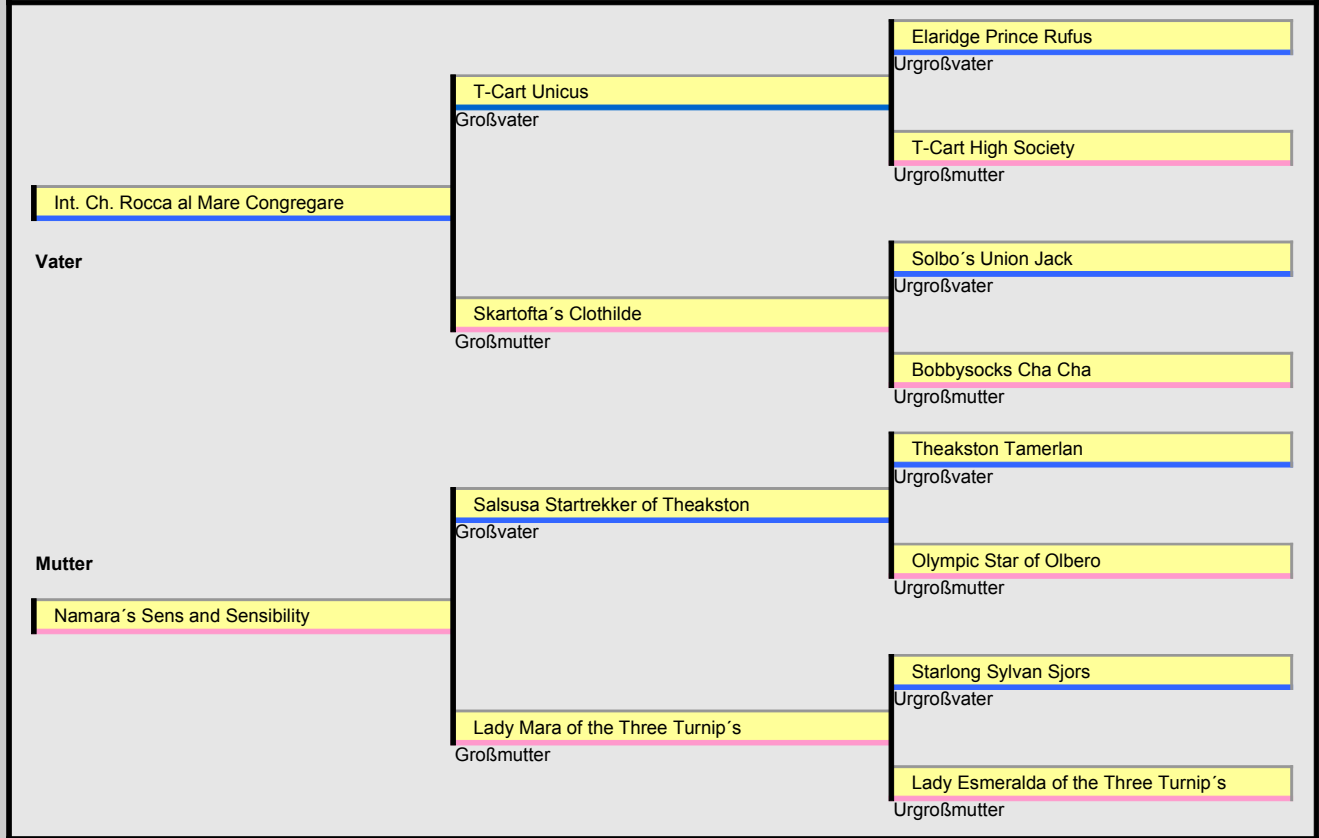 Elaridge Prince Rufus
Urgroßvater
T-Cart Unicus
Großvater
T-Cart High Society
Urgroßmutter
Int. Ch. Rocca al Mare Congregare
Vater
Solbo´s Union Jack
Urgroßvater
Skartofta´s Clothilde
Großmutter
Bobbysocks Cha Cha
Urgroßmutter
Theakston Tamerlan
Urgroßvater
Salsusa Startrekker of Theakston
Großvater
Mutter
Olympic Star of Olbero
Urgroßmutter
Namara´s Sens and Sensibility
Starlong Sylvan Sjors
Urgroßvater
Lady Mara of the Three Turnip´s
Großmutter
Lady Esmeralda of the Three Turnip´s
Urgroßmutter